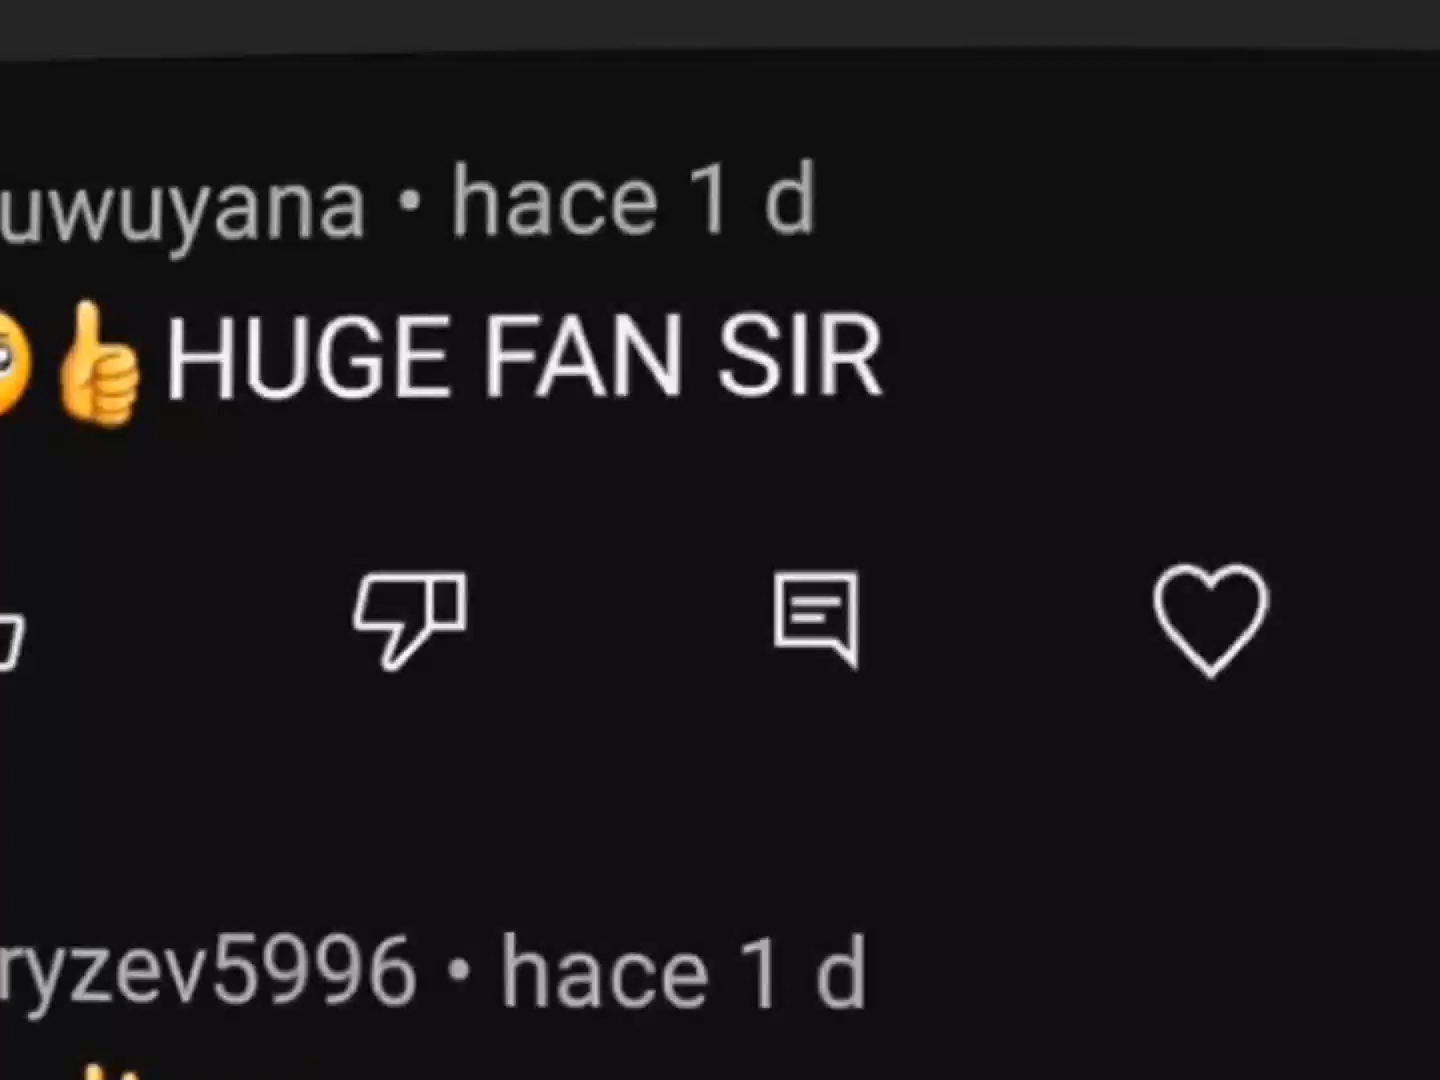 uwuyana • hace 1 d
👍 HUGE FAN SIR
ryzev5996 • hace 1 d